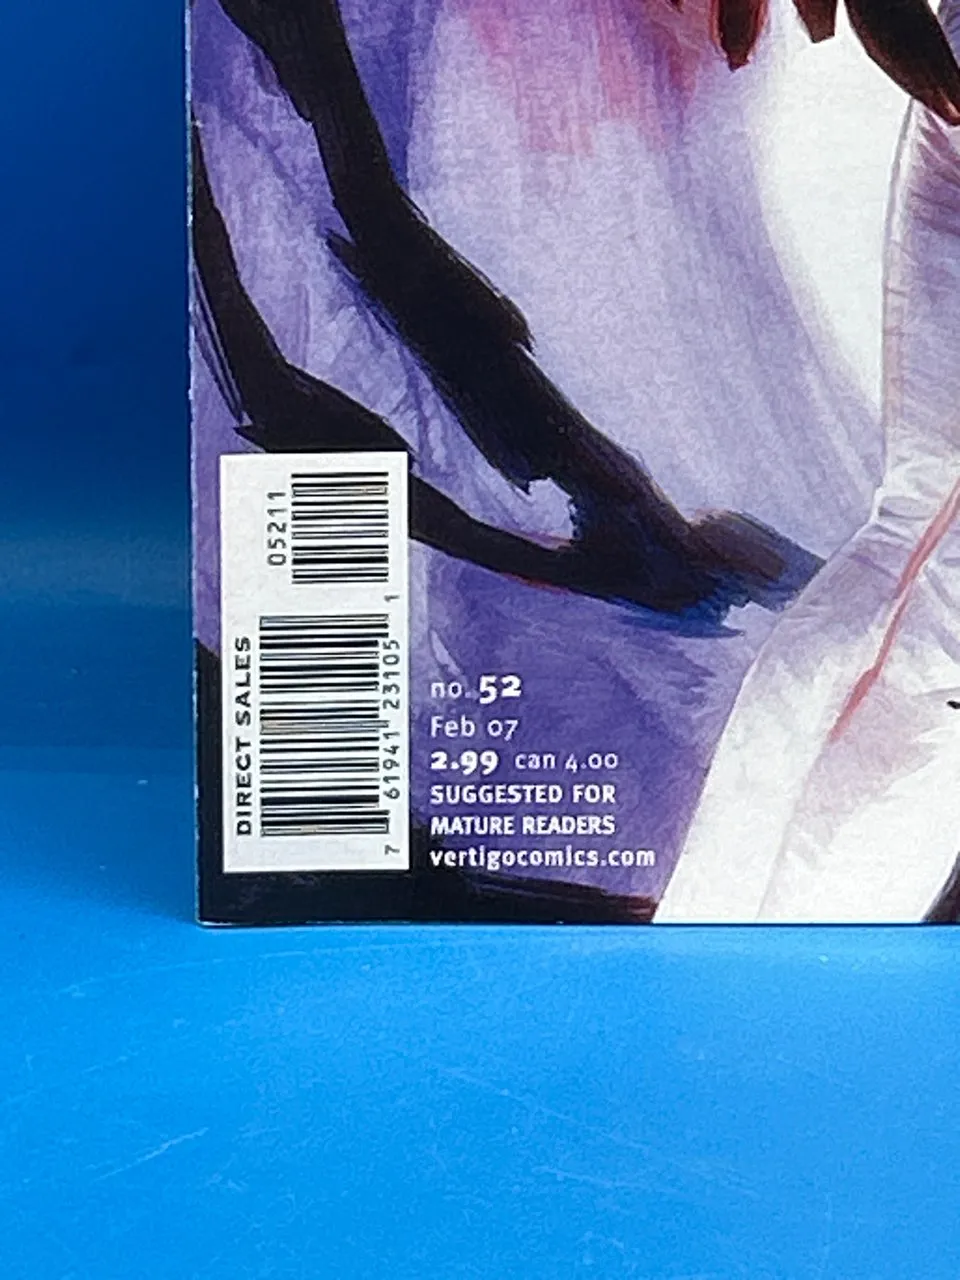 05211
DIRECT SALES
7 61941 23105 1
no. 52
Feb 07
2.99 can 4.00
SUGGESTED FOR
MATURE READERS
vertigocomics.com